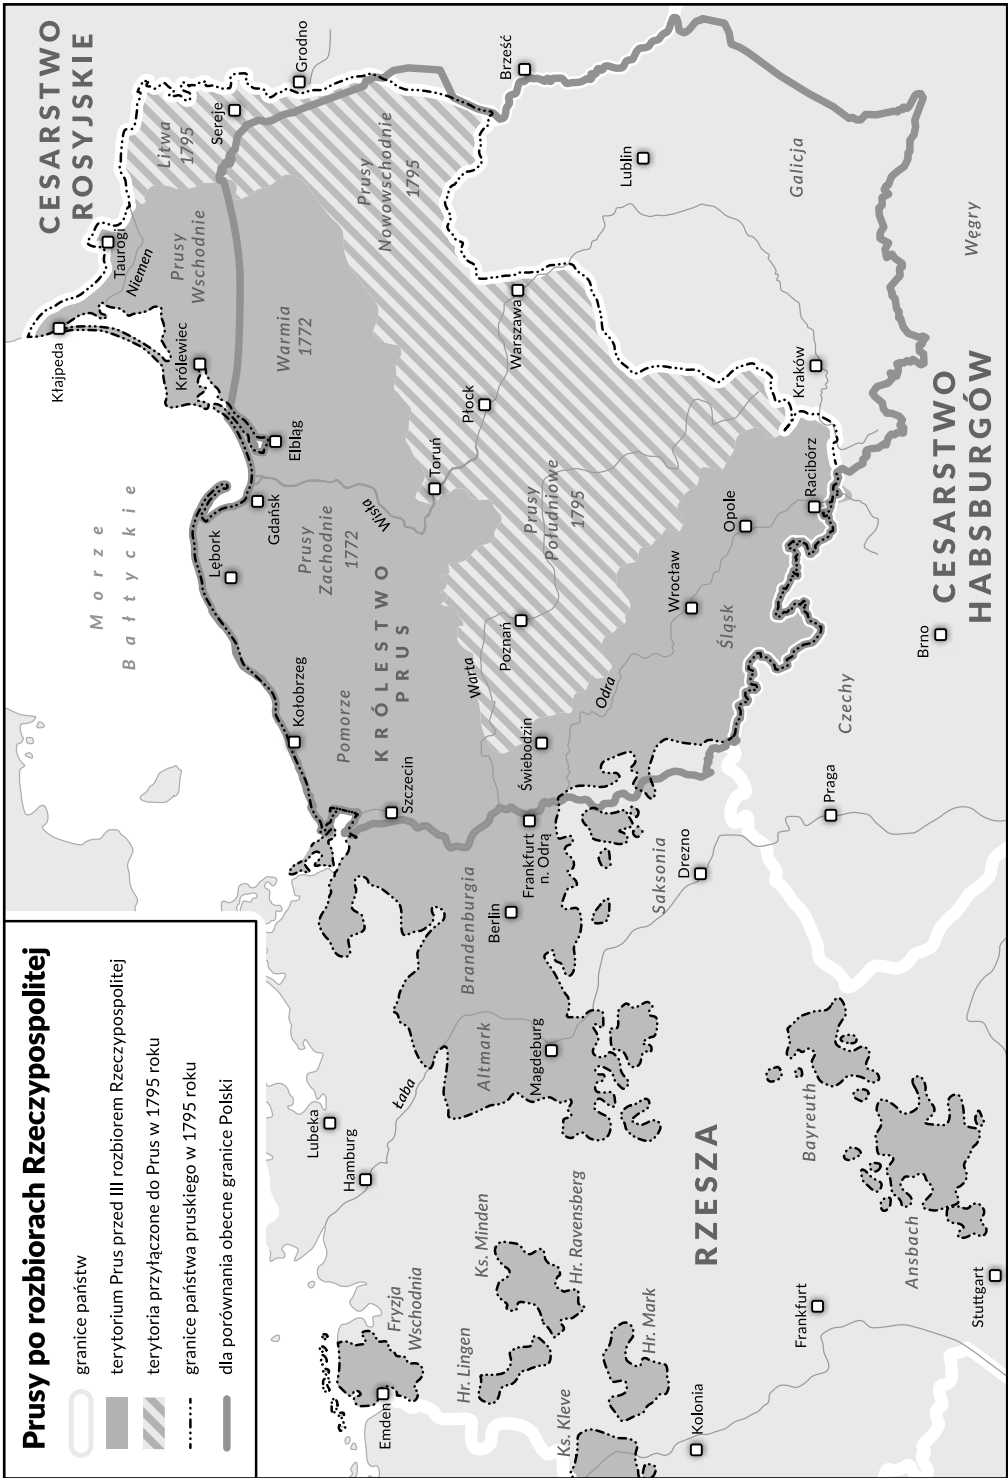 Prusy po rozbiorach Rzeczypospolitej
granice państw
terytorium Prus przed III rozbiorem Rzeczypospolitej
terytoria przyłączone do Prus w 1795 roku
granice państwa pruskiego w 1795 roku
dla porównania obecne granice Polski
Morze
Bałtyckie
CESARSTWO
ROSYJSKIE
Kłajpeda
Taurogi
Niemen
Litwa
1795
Sereje
Grodno
Brześć
Prusy
Wschodnie
Królewiec
Warmia
1772
Prusy
Nowowschodnie
1795
Elbląg
Gdańsk
Lębork
Prusy
Zachodnie
1772
Wisła
Toruń
Płock
Warszawa
Lublin
Galicja
Węgry
Kołobrzeg
Pomorze
KRÓLESTWO
PRUS
Szczecin
Warta
Poznań
Prusy
Południowe
1795
Świebodzin
Odra
Wrocław
Śląsk
Opole
Racibórz
Kraków
CESARSTWO
HABSBURGÓW
Brno
Czechy
Praga
Frankfurt
n. Odrą
Berlin
Brandenburgia
Saksonia
Drezno
Altmark
Magdeburg
Łaba
Lubeka
Hamburg
RZESZA
Bayreuth
Ansbach
Stuttgart
Frankfurt
Ks. Minden
Hr. Ravensberg
Fryzja
Wschodnia
Emden
Hr. Lingen
Hr. Mark
Ks. Kleve
Kolonia